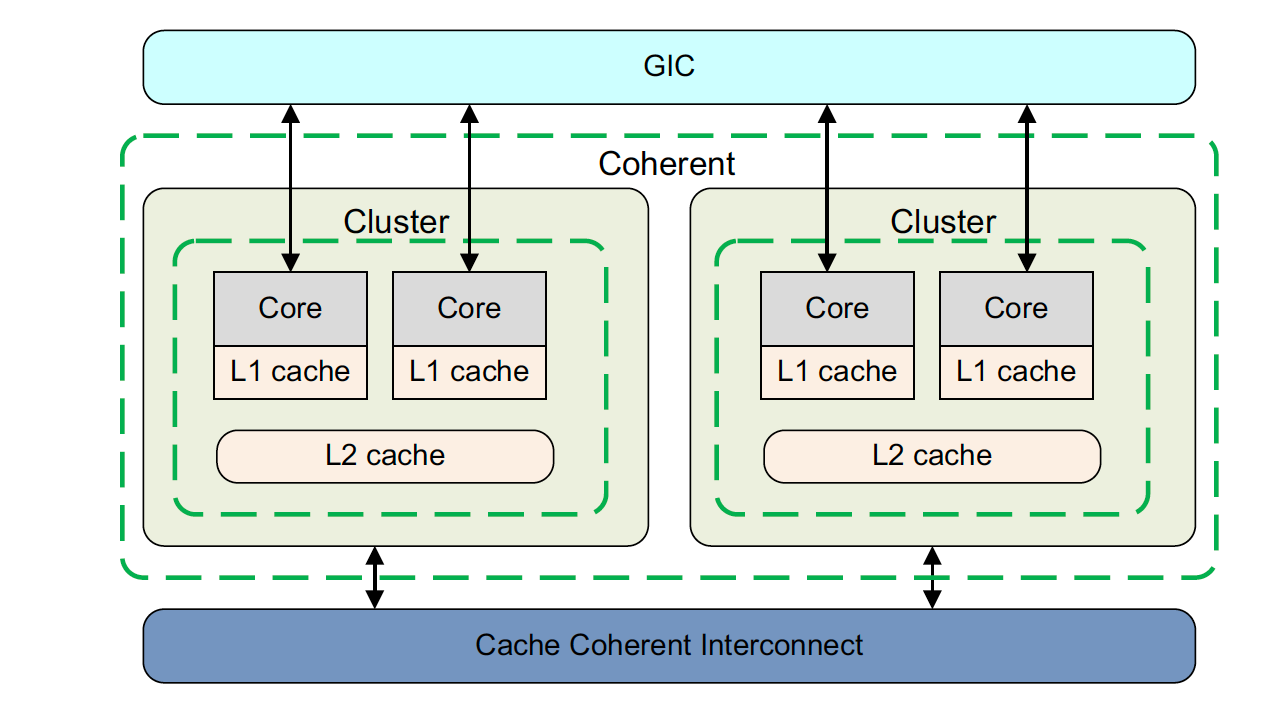 GIC
Coherent
Cluster
Cluster
Core
Core
Core
Core
L1 cache
L1 cache
L1 cache
L1 cache
L2 cache
L2 cache
Cache Coherent Interconnect